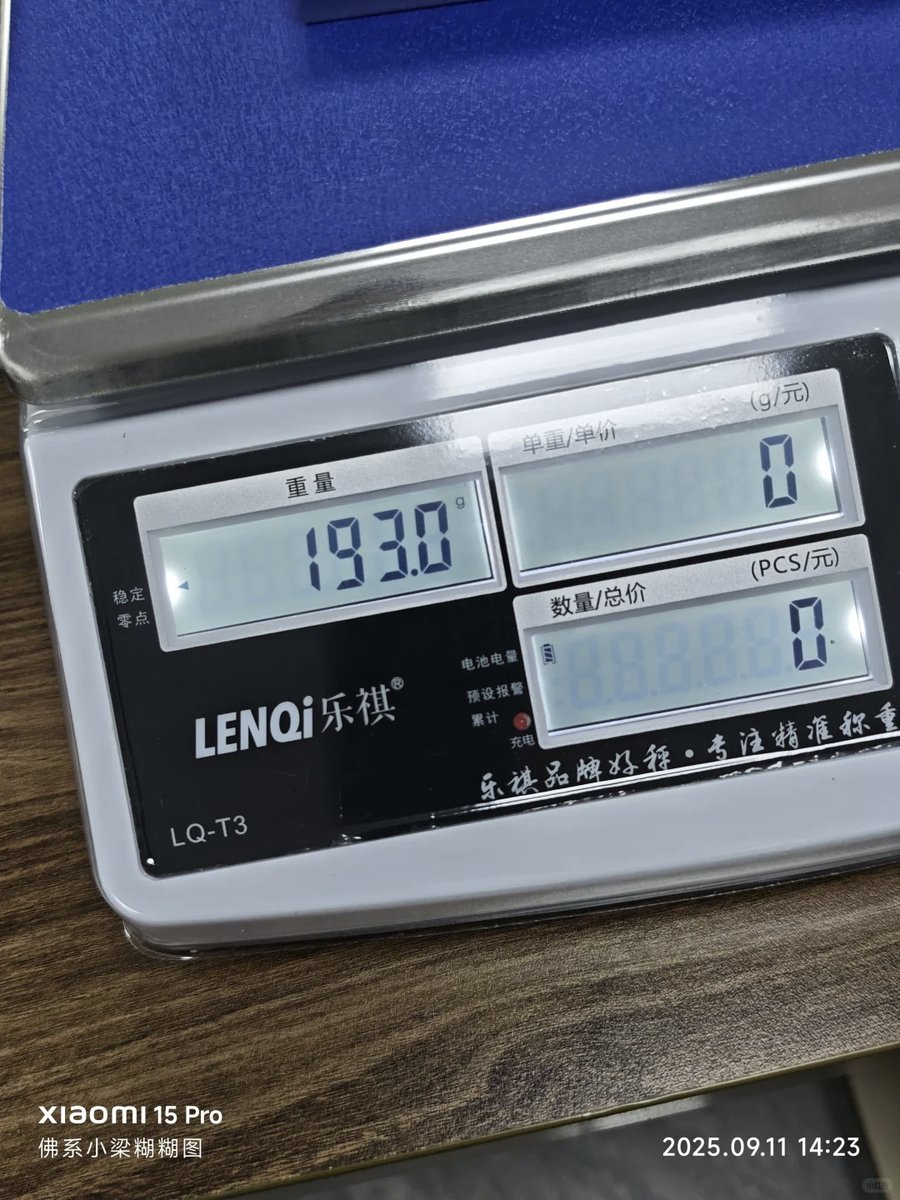 (g/元)
单重/单价
重量
0
193.0 g
(PCS/元)
数量/总价
稳定
零点
0
电池电量
预设报警
累计
充电
LENQi乐祺®
乐祺品牌好秤·专注精准称重
LQ-T3
xiaomi 15 Pro
佛系小梁糊糊图
2025.09.11 14:23